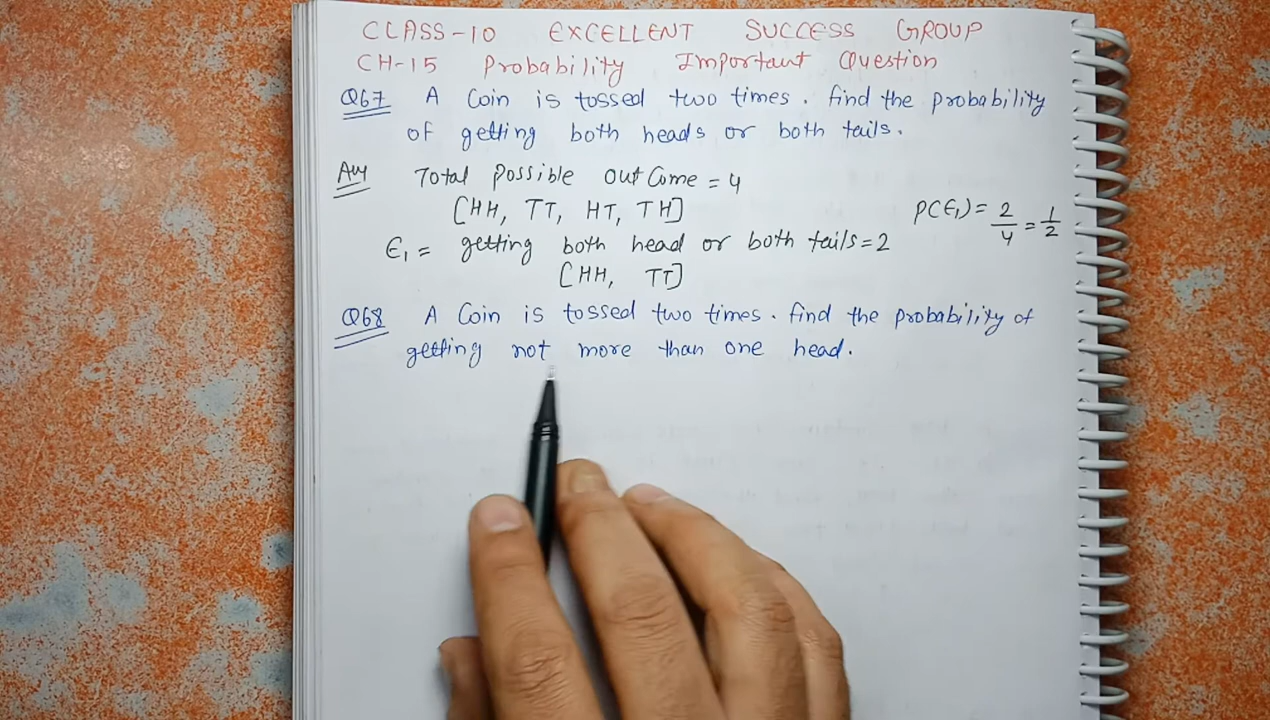 CLASS-10 EXCELLENT SUCCESS GROUP
CH-15 Probability Important Question
Q67 A Coin is tossed two times. find the probability
of getting both heads or both tails.
Ans Total Possible outcome = 4
[HH, TT, HT, TH]
P(E₁) = 2/4 = 1/2
E₁ = getting both head or both tails = 2
[HH, TT]
Q68 A Coin is tossed two times. find the probability of
getting not more than one head.